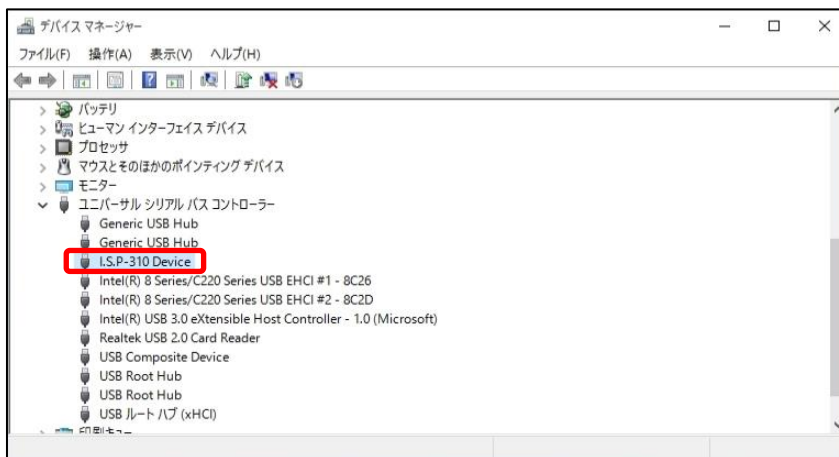 デバイス マネージャー
ファイル(F) 操作(A) 表示(V) ヘルプ(H)
バッテリ
ヒューマン インターフェイス デバイス
プロセッサ
マウスとそのほかのポインティング デバイス
モニター
ユニバーサル シリアル バス コントローラー
Generic USB Hub
Generic USB Hub
I.S.P-310 Device
Intel(R) 8 Series/C220 Series USB EHCI #1 - 8C26
Intel(R) 8 Series/C220 Series USB EHCI #2 - 8C2D
Intel(R) USB 3.0 eXtensible Host Controller - 1.0 (Microsoft)
Realtek USB 2.0 Card Reader
USB Composite Device
USB Root Hub
USB Root Hub
USB ルート ハブ (xHCI)
印刷キュー